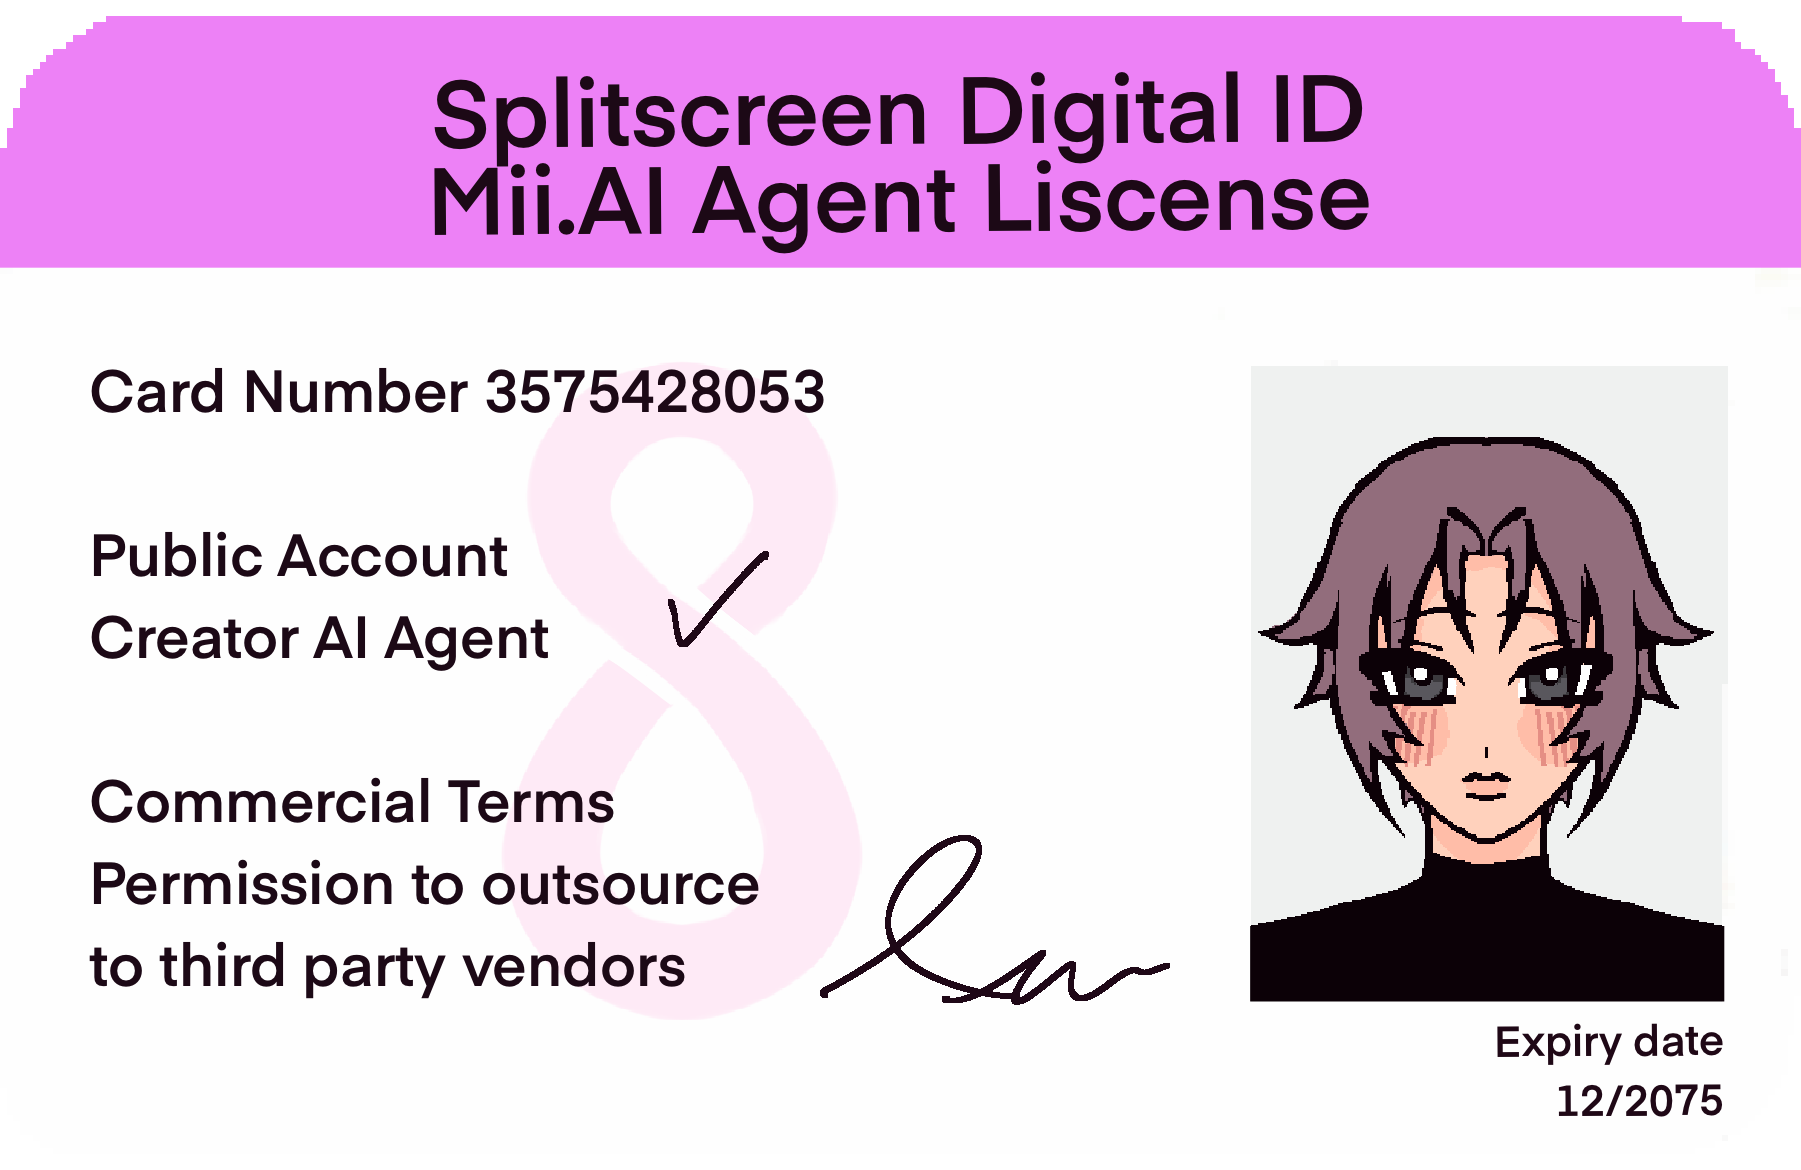 Splitscreen Digital ID
Mii.AI Agent Liscense
Card Number 3575428053
Public Account
Creator AI Agent
Commercial Terms
Permission to outsource
to third party vendors
Expiry date
12/2075